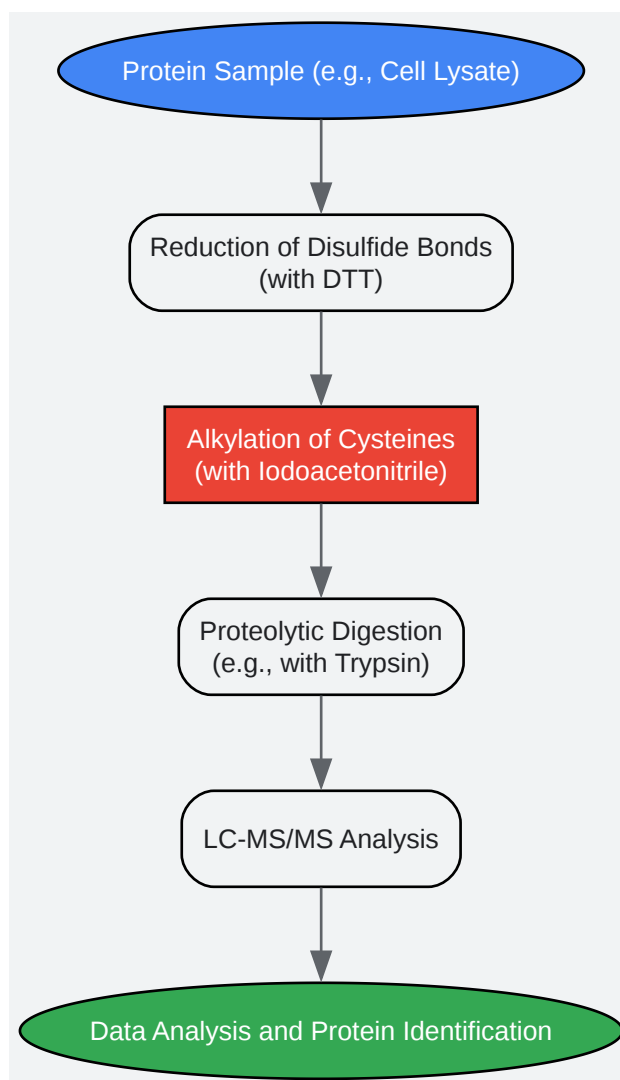 Protein Sample (e.g., Cell Lysate)
Reduction of Disulfide Bonds
(with DTT)
Alkylation of Cysteines
(with Iodoacetonitrile)
Proteolytic Digestion
(e.g., with Trypsin)
LC-MS/MS Analysis
Data Analysis and Protein Identification